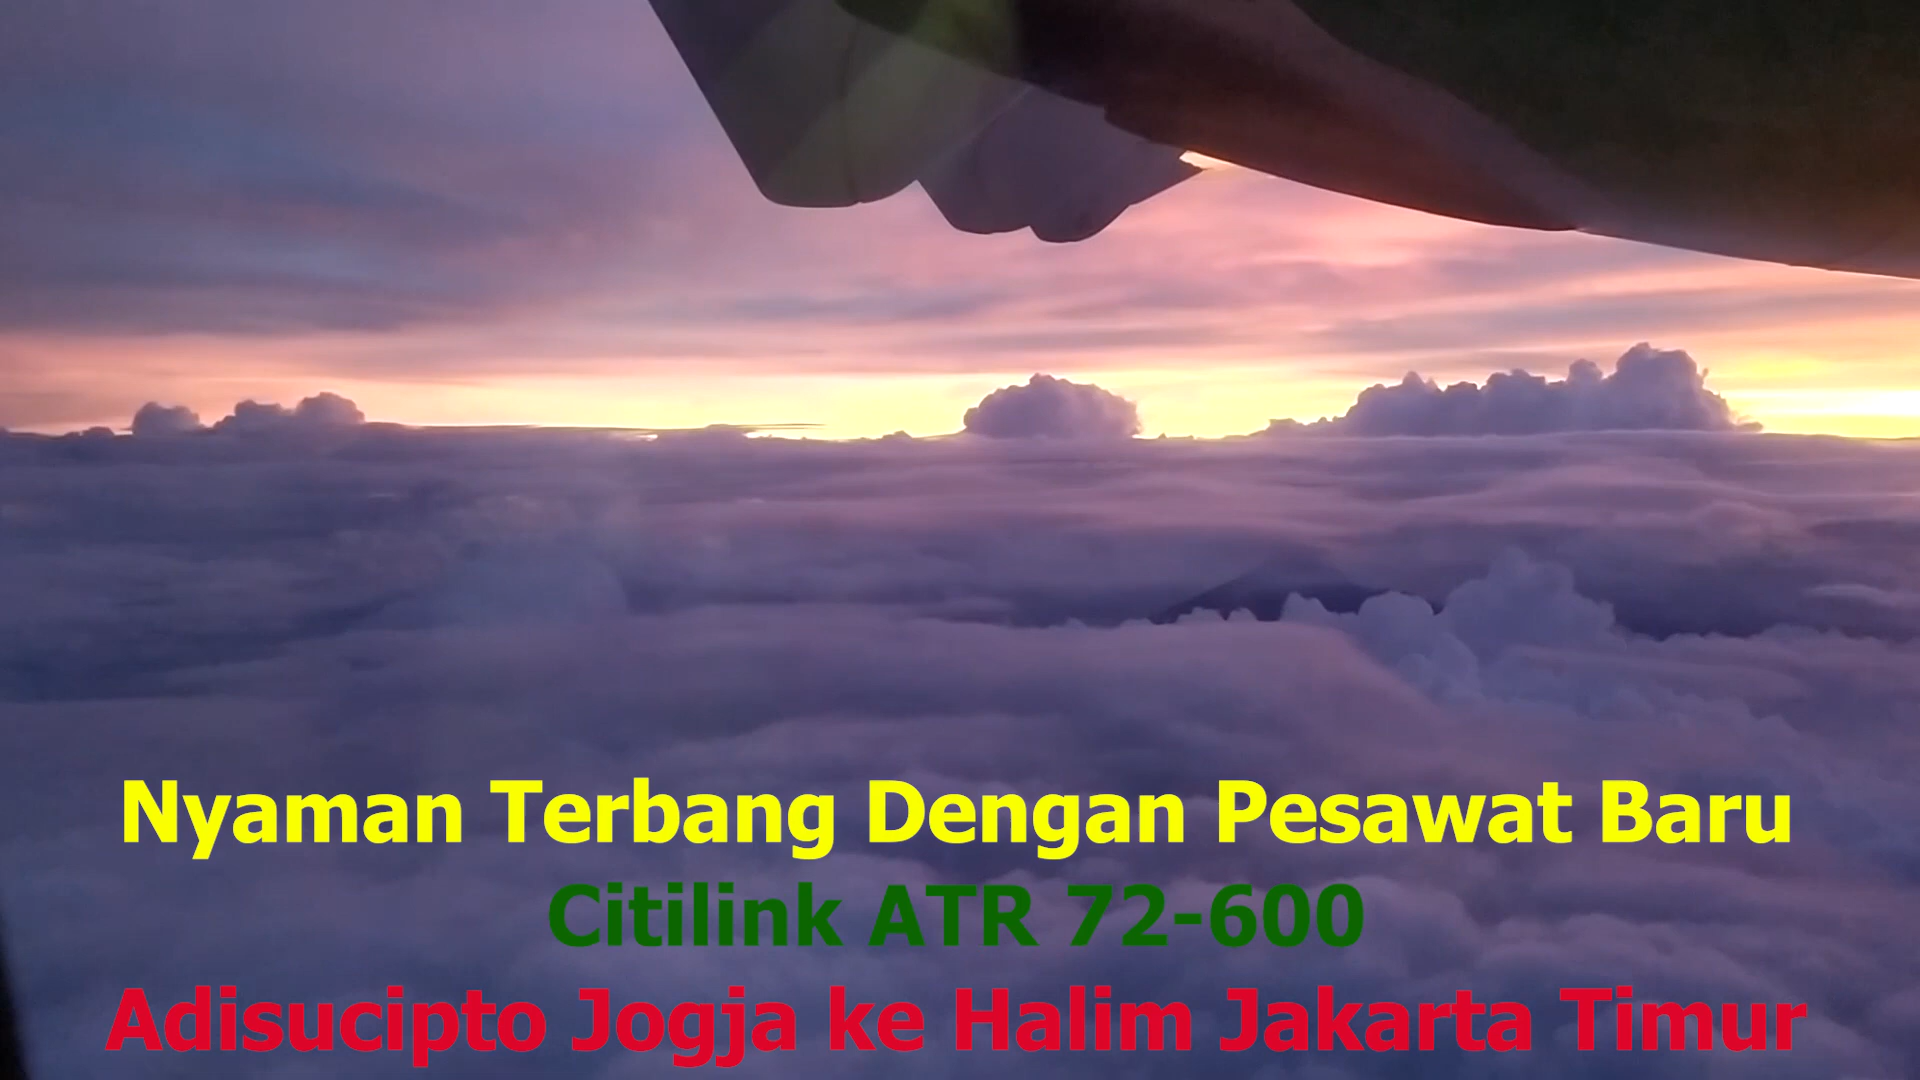 Nyaman Terbang Dengan Pesawat Baru
Citilink ATR 72-600
Adisucipto Jogja ke Halim Jakarta Timur